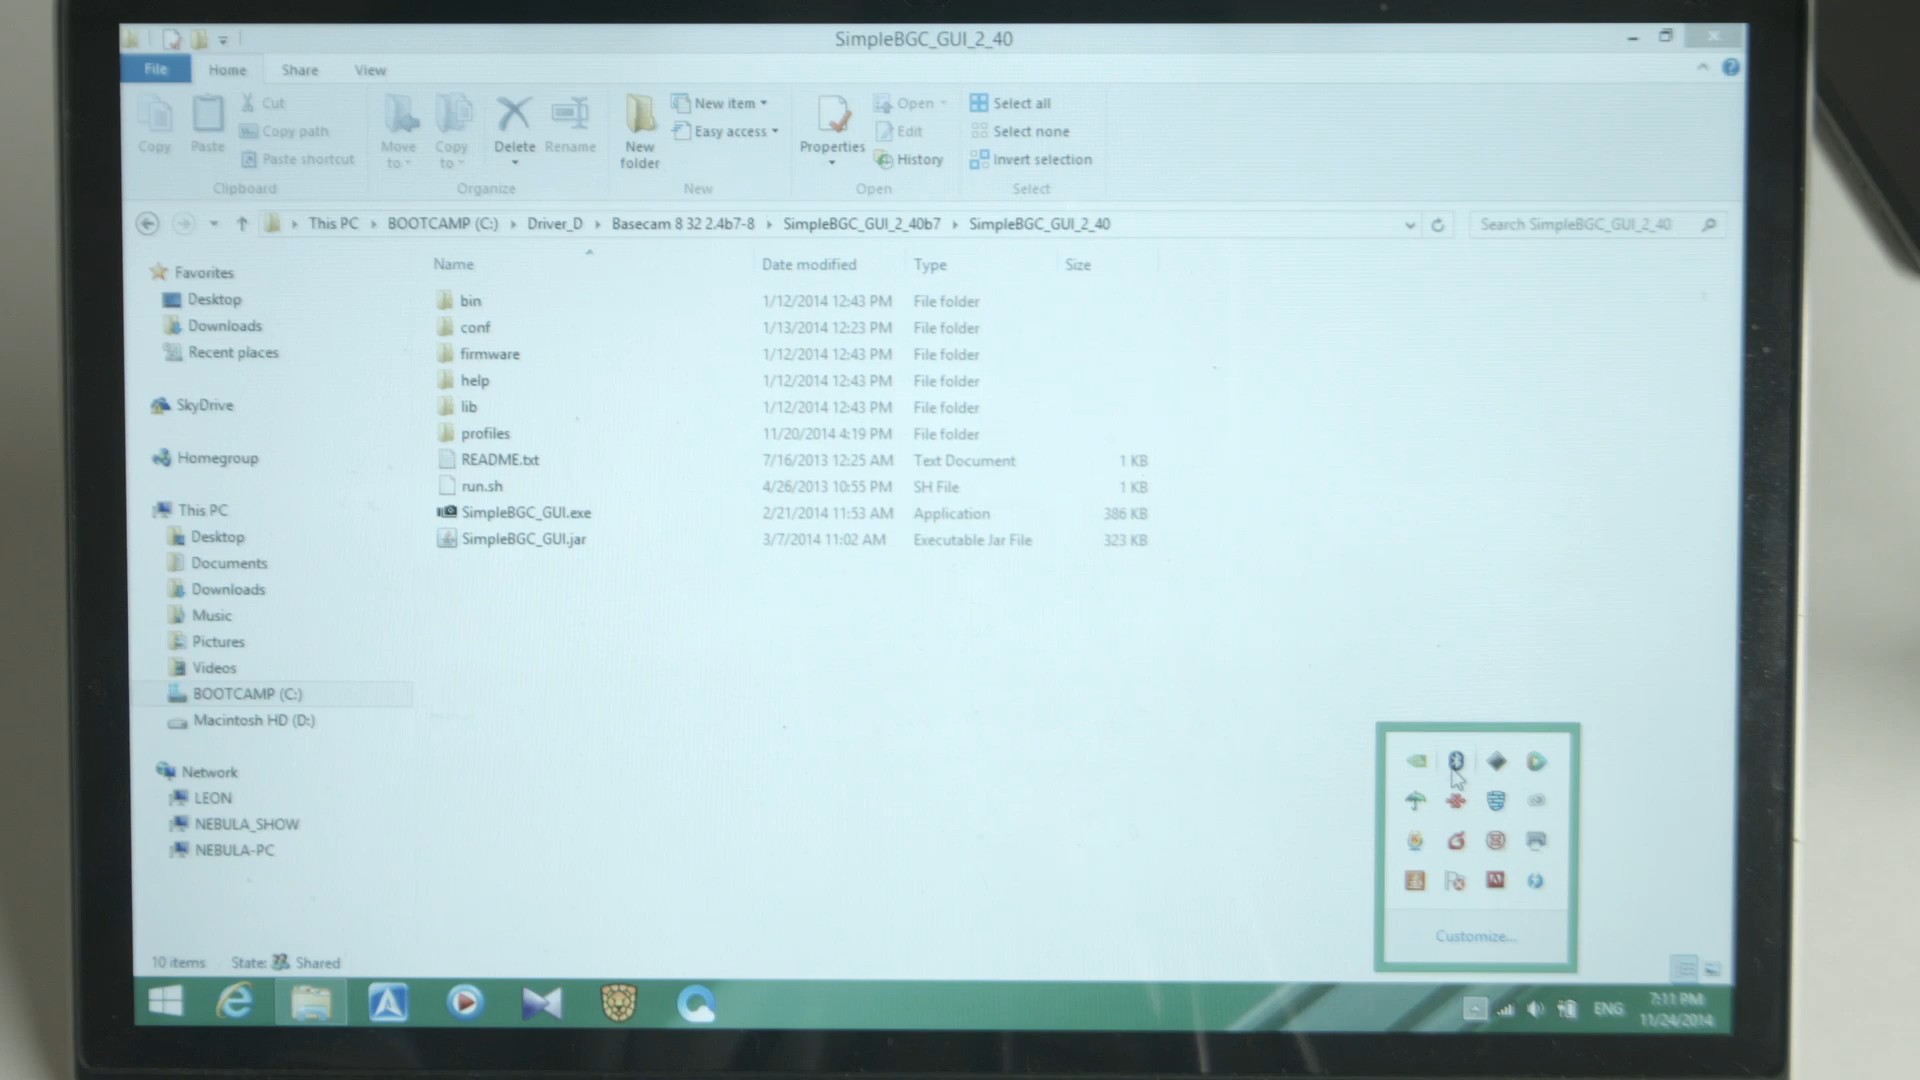 SimpleBGC_GUI_2_40
File Home Share View
Copy
Paste
Cut
Copy path
Paste shortcut
Clipboard
Move to
Copy to
Delete
Rename
Organize
New folder
New item
Easy access
New
Properties
Open
Edit
History
Open
Select all
Select none
Invert selection
Select
This PC BOOTCAMP (C:) Driver_D Basecam 8 32 2.4b7-8 SimpleBGC_GUI_2_40b7 SimpleBGC_GUI_2_40
Search SimpleBGC_GUI_2_40
Favorites
Desktop
Downloads
Recent places
SkyDrive
Homegroup
This PC
Desktop
Documents
Downloads
Music
Pictures
Videos
BOOTCAMP (C:)
Macintosh HD (D:)
Network
LEON
NEBULA_SHOW
NEBULA-PC
Name Date modified Type Size
bin 1/12/2014 12:43 PM File folder
conf 1/13/2014 12:23 PM File folder
firmware 1/12/2014 12:43 PM File folder
help 1/12/2014 12:43 PM File folder
lib 1/12/2014 12:43 PM File folder
profiles 11/20/2014 4:19 PM File folder
README.txt 7/16/2013 12:25 AM Text Document 1 KB
run.sh 4/26/2013 10:55 PM SH File 1 KB
SimpleBGC_GUI.exe 2/21/2014 11:53 AM Application 386 KB
SimpleBGC_GUI.jar 3/7/2014 11:02 AM Executable Jar File 323 KB
Customize...
10 items State: Shared
ENG
7:11 PM
11/24/2014